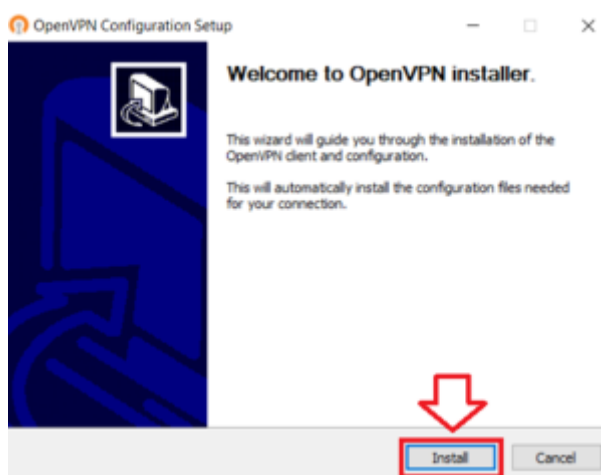 OpenVPN Configuration Setup
Welcome to OpenVPN installer.
This wizard will guide you through the installation of the
OpenVPN client and configuration.
This will automatically install the configuration files needed
for your connection.
Install
Cancel